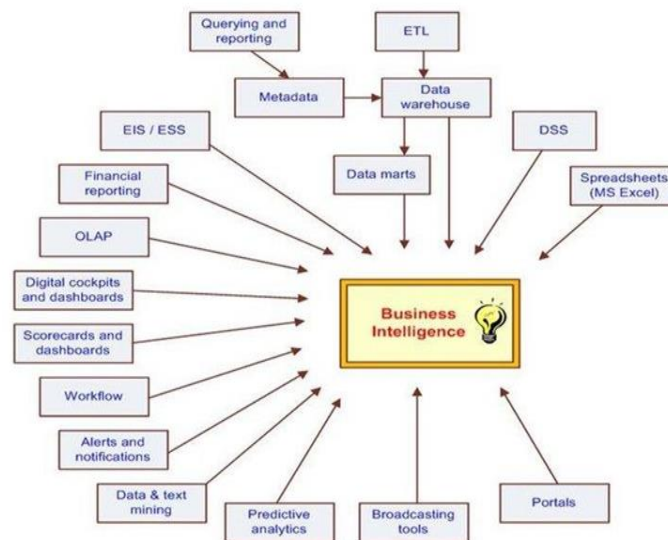 Querying and
reporting
ETL
Metadata
Data
warehouse
EIS / ESS
DSS
Data marts
Financial
reporting
Spreadsheets
(MS Excel)
OLAP
Digital cockpits
and dashboards
Business
Intelligence
Scorecards and
dashboards
Workflow
Alerts and
notifications
Data & text
mining
Predictive
analytics
Broadcasting
tools
Portals